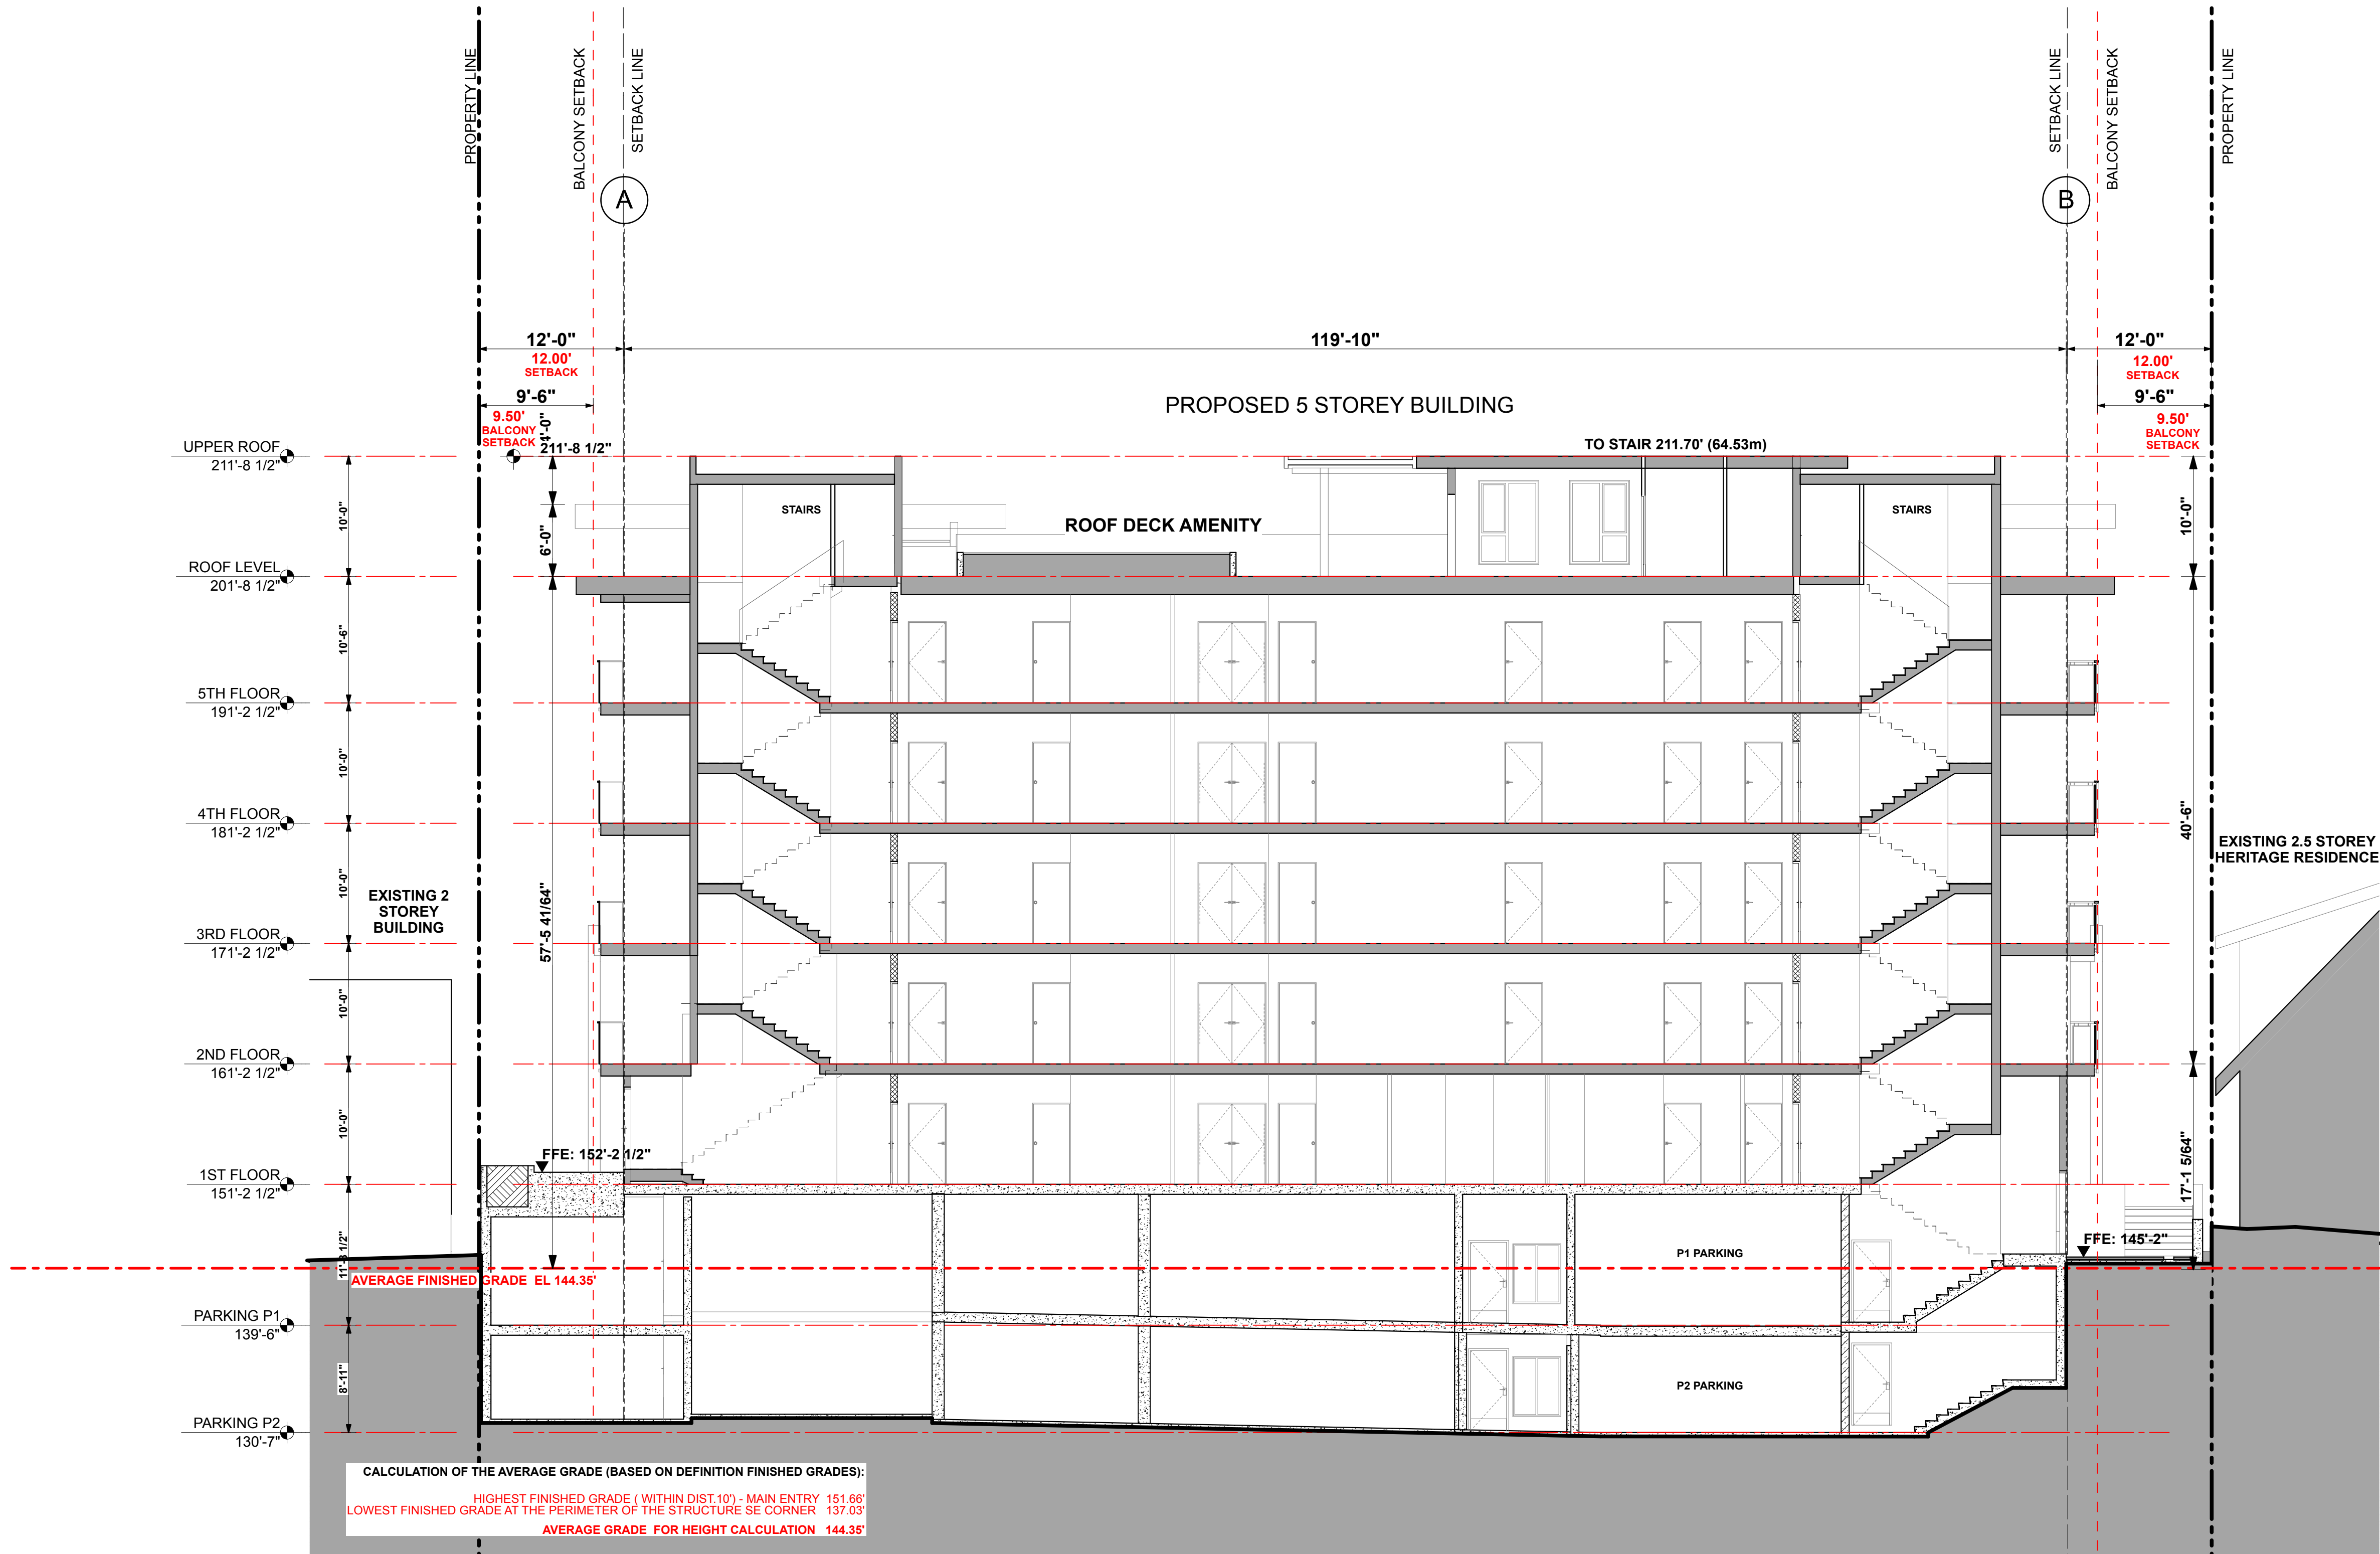 PROPERTY LINE
BALCONY SETBACK
SETBACK LINE
SETBACK LINE
BALCONY SETBACK
PROPERTY LINE
A
B
12'-0"
119'-10"
12'-0"
12.00'
SETBACK
12.00'
SETBACK
9'-6"
9'-6"
9.50'
BALCONY
SETBACK
9.50'
BALCONY
SETBACK
PROPOSED 5 STOREY BUILDING
4'-0"
211'-8 1/2"
TO STAIR 211.70' (64.53m)
UPPER ROOF
211'-8 1/2"
10'-0"
6'-0"
STAIRS
ROOF DECK AMENITY
STAIRS
10'-0"
ROOF LEVEL
201'-8 1/2"
10'-6"
5TH FLOOR
191'-2 1/2"
10'-0"
4TH FLOOR
181'-2 1/2"
40'-6"
EXISTING 2.5 STOREY
HERITAGE RESIDENCE
10'-0"
EXISTING 2
STOREY
BUILDING
57'-5 41/64"
3RD FLOOR
171'-2 1/2"
10'-0"
2ND FLOOR
161'-2 1/2"
10'-0"
FFE: 152'-2 1/2"
17'-1 5/64"
1ST FLOOR
151'-2 1/2"
11'-8 1/2"
FFE: 145'-2"
P1 PARKING
AVERAGE FINISHED GRADE EL 144.35'
PARKING P1
139'-6"
8'-11"
P2 PARKING
PARKING P2
130'-7"
CALCULATION OF THE AVERAGE GRADE (BASED ON DEFINITION FINISHED GRADES):
HIGHEST FINISHED GRADE ( WITHIN DIST.10') - MAIN ENTRY 151.66'
LOWEST FINISHED GRADE AT THE PERIMETER OF THE STRUCTURE SE CORNER 137.03'
AVERAGE GRADE FOR HEIGHT CALCULATION 144.35'